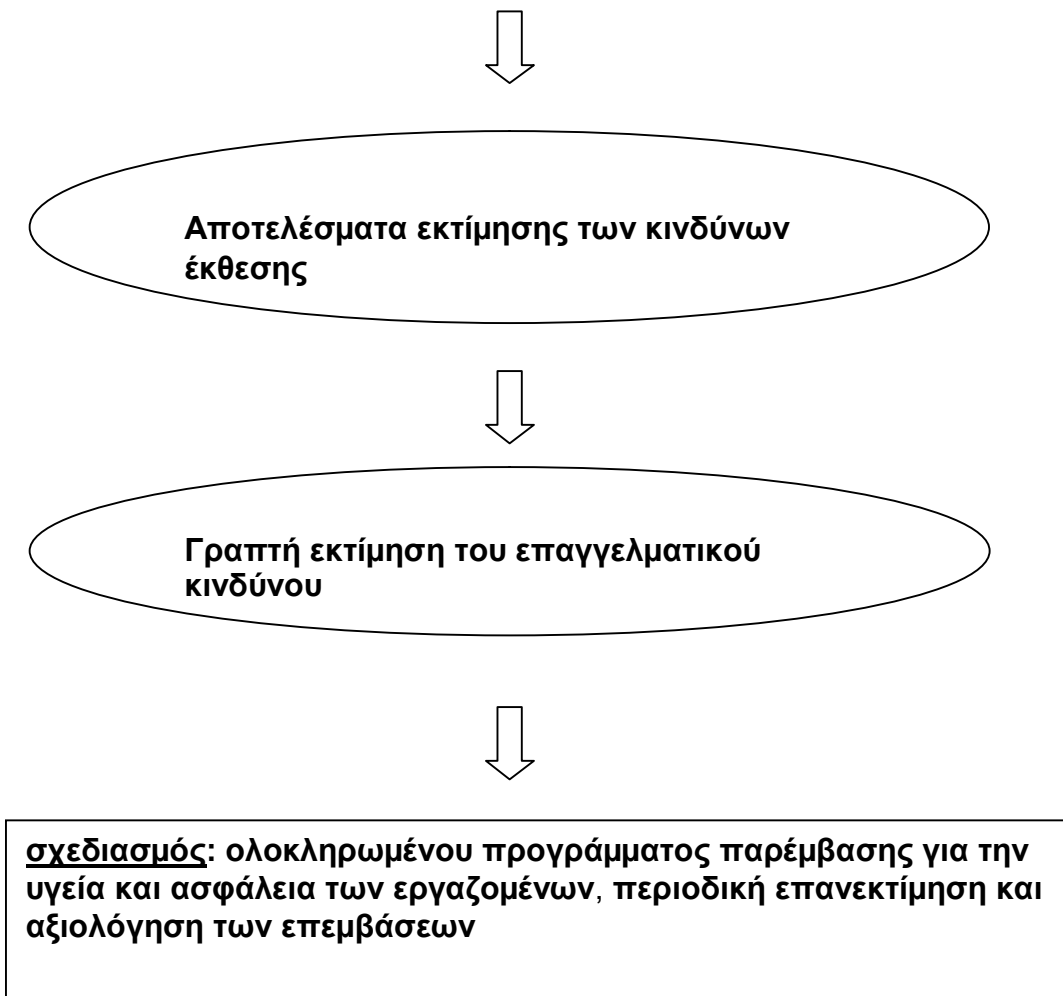 Αποτελέσματα εκτίμησης των κινδύνων
έκθεσης
Γραπτή εκτίμηση του επαγγελματικού
κινδύνου
σχεδιασμός: ολοκληρωμένου προγράμματος παρέμβασης για την
υγεία και ασφάλεια των εργαζομένων, περιοδική επανεκτίμηση και
αξιολόγηση των επεμβάσεων